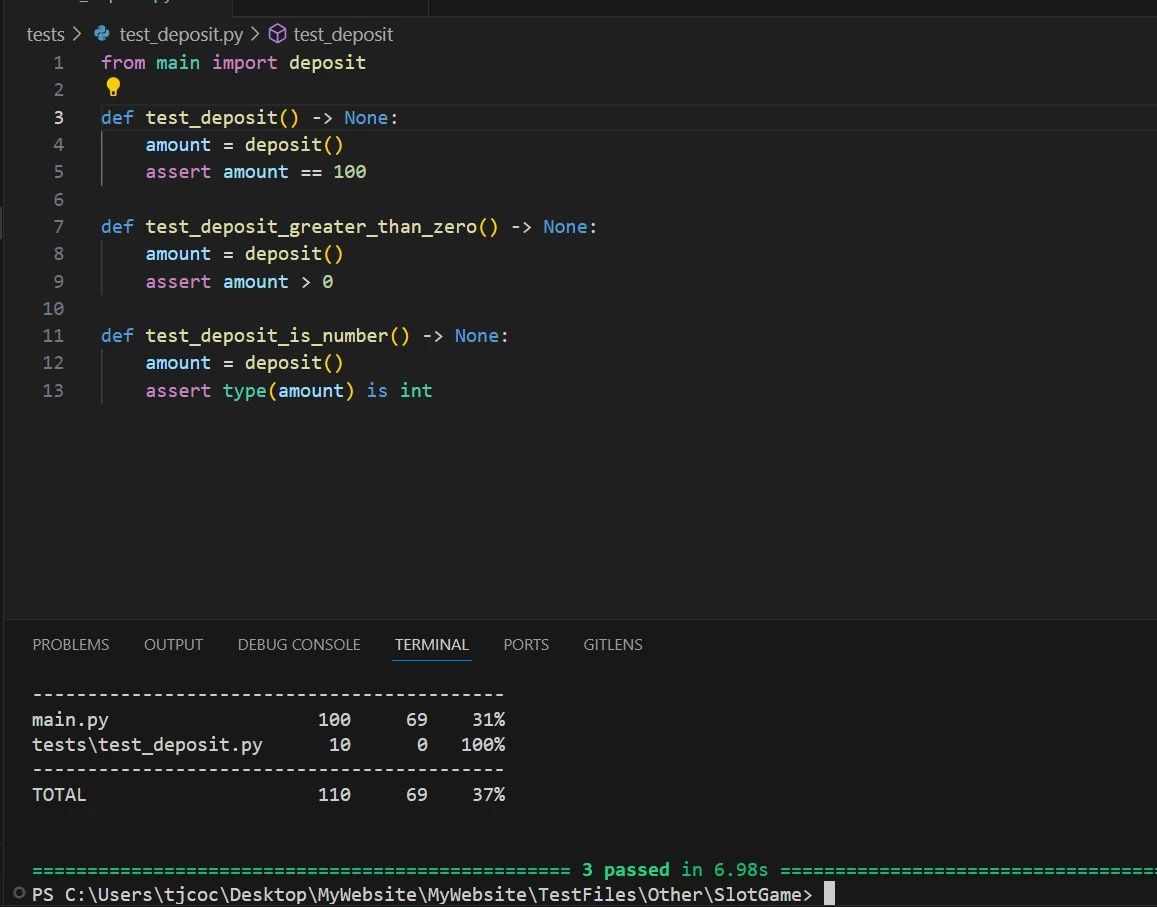 tests > test_deposit.py > test_deposit
1 from main import deposit
2
3 def test_deposit() -> None:
4     amount = deposit()
5     assert amount == 100
6
7 def test_deposit_greater_than_zero() -> None:
8     amount = deposit()
9     assert amount > 0
10
11 def test_deposit_is_number() -> None:
12     amount = deposit()
13     assert type(amount) is int
PROBLEMS OUTPUT DEBUG CONSOLE TERMINAL PORTS GITLENS
-------------------------------------------
main.py                   100     69    31%
tests\test_deposit.py      10      0   100%
-------------------------------------------
TOTAL                     110     69    37%
================================================= 3 passed in 6.98s ==================================
PS C:\Users\tjcoc\Desktop\MyWebsite\MyWebsite\TestFiles\Other\SlotGame>